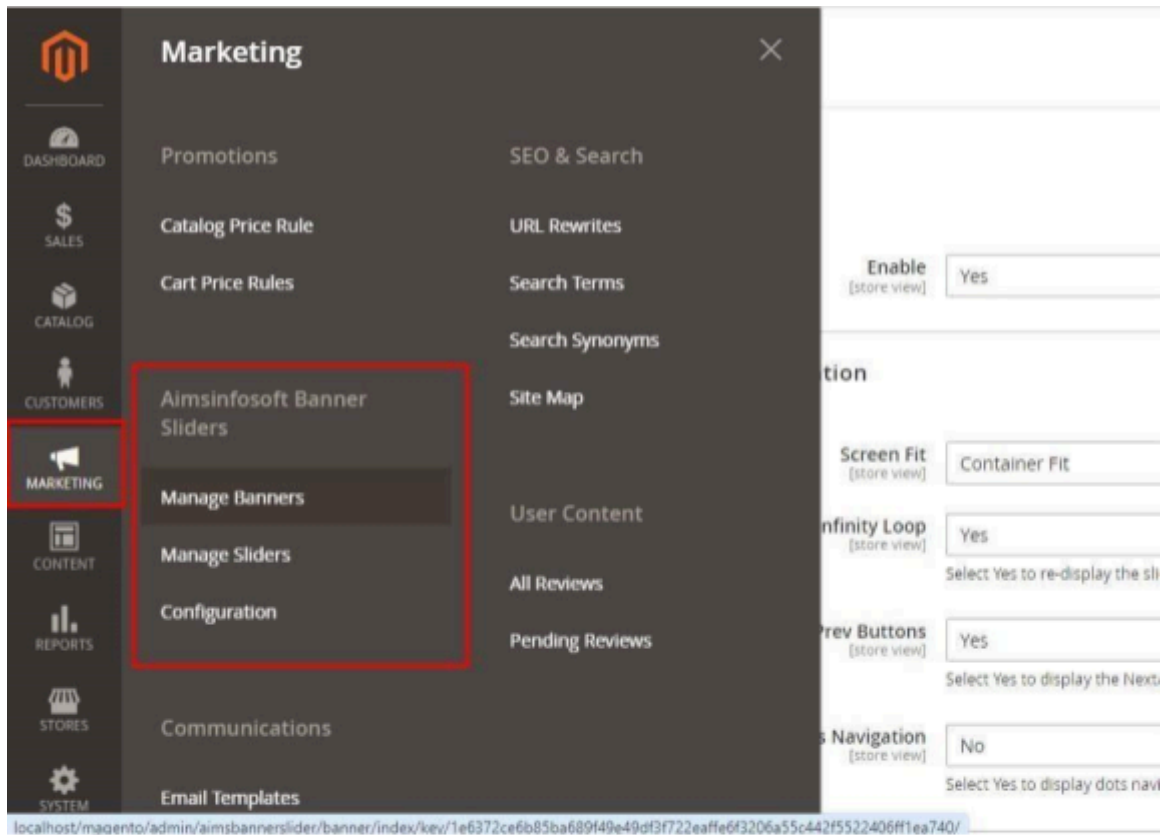 Marketing
DASHBOARD
SALES
CATALOG
CUSTOMERS
MARKETING
CONTENT
REPORTS
STORES
SYSTEM
Promotions
Catalog Price Rule
Cart Price Rules
Aimsinfosoft Banner
Sliders
Manage Banners
Manage Sliders
Configuration
Communications
Email Templates
SEO & Search
URL Rewrites
Search Terms
Search Synonyms
Site Map
User Content
All Reviews
Pending Reviews
Enable
[store view]
Yes
tion
Screen Fit
[store view]
Container Fit
nfinity Loop
[store view]
Yes
Select Yes to re-display the sli
Prev Buttons
[store view]
Yes
Select Yes to display the Next
s Navigation
[store view]
No
Select Yes to display dots navi
localhost/magento/admin/aimsbannerslider/banner/index/key/1e6372ce6b85ba689f49e49df3f722eaffe6f3206a55c442f5522406ff1ea740/